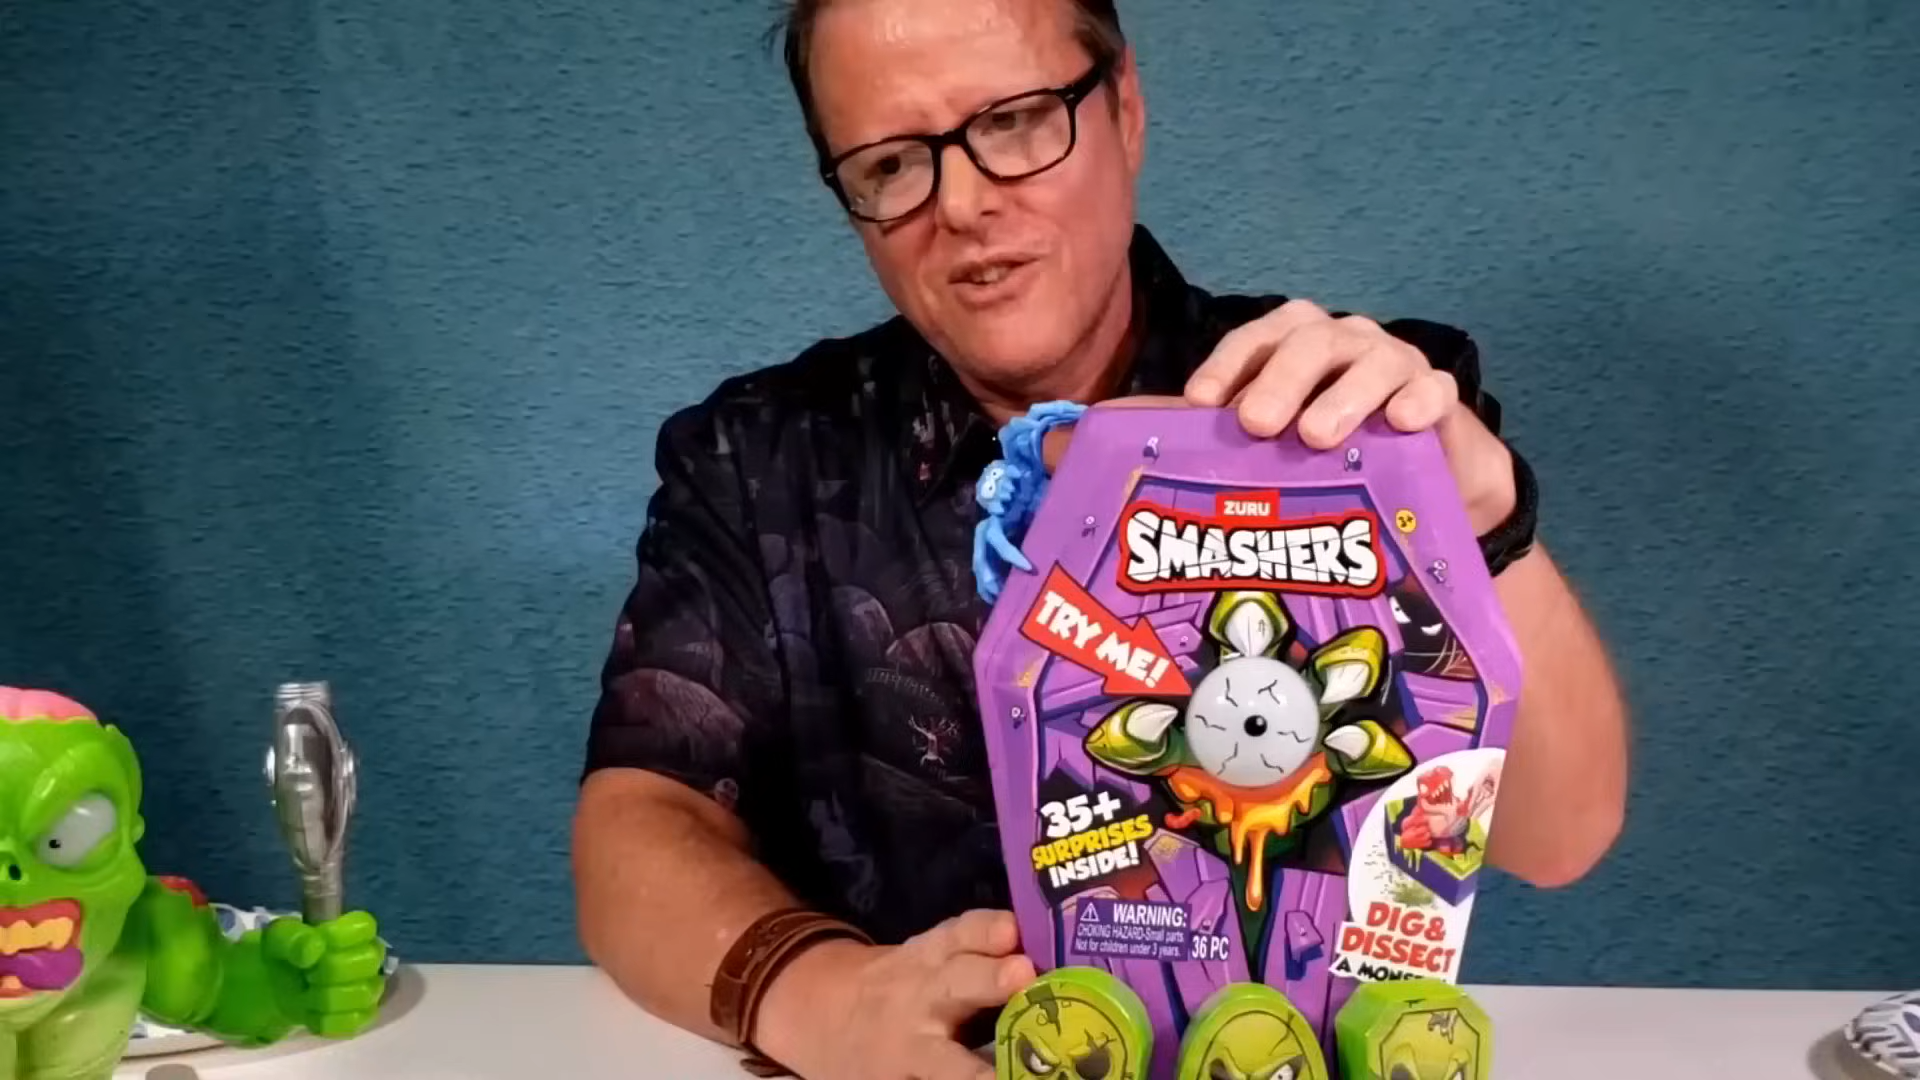 ZURU
SMASHERS
3+
TRY ME!
35+
SURPRISES
INSIDE!
WARNING:
CHOKING HAZARD-Small parts.
Not for children under 3 years.
36 PC
DIG &
DISSECT
A